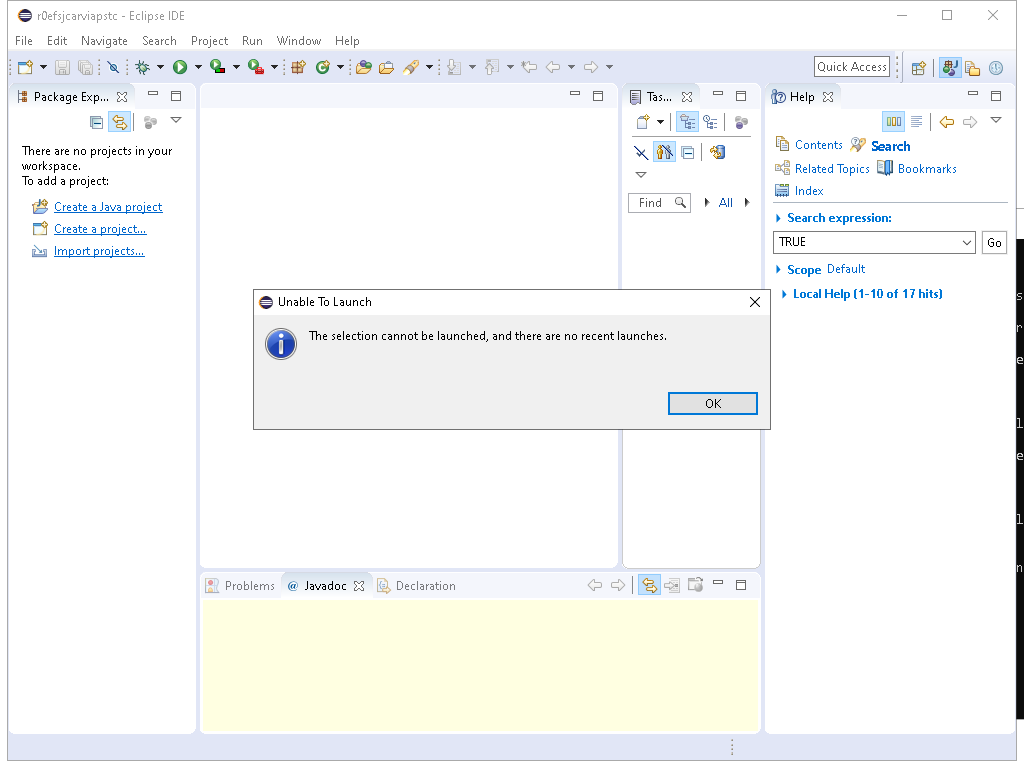 r0efsjcarviapstc - Eclipse IDE
File Edit Navigate Search Project Run Window Help
Quick Access
Package Exp...
There are no projects in your
workspace.
To add a project:
Create a Java project
Create a project...
Import projects...
Tas...
Find
All
Help
Contents
Search
Related Topics
Bookmarks
Index
Search expression:
TRUE
Go
Scope Default
Local Help (1-10 of 17 hits)
Unable To Launch
The selection cannot be launched, and there are no recent launches.
OK
Problems
@ Javadoc
Declaration
s
r
e
l
e
l
n